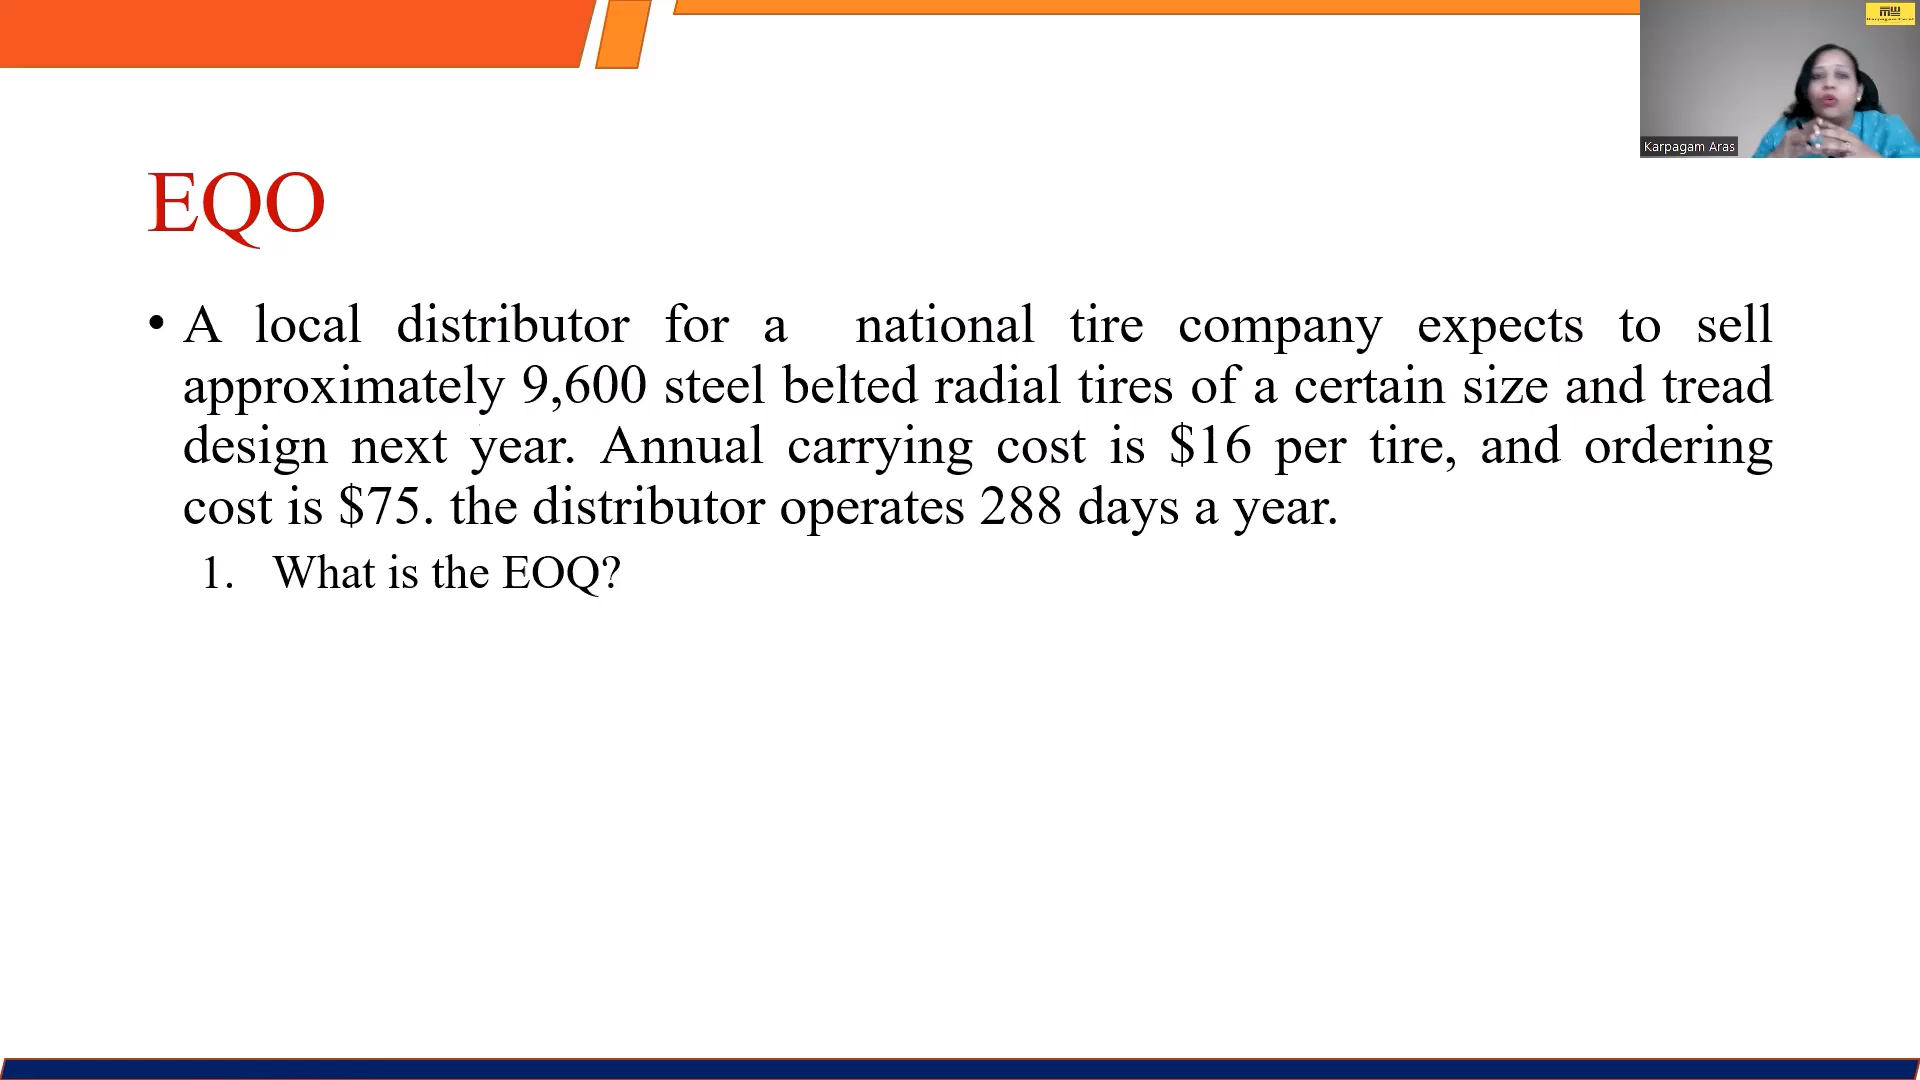 Karpagam Aras
EQO
• A local distributor for a national tire company expects to sell
approximately 9,600 steel belted radial tires of a certain size and tread
design next year. Annual carrying cost is $16 per tire, and ordering
cost is $75. the distributor operates 288 days a year.
1. What is the EOQ?